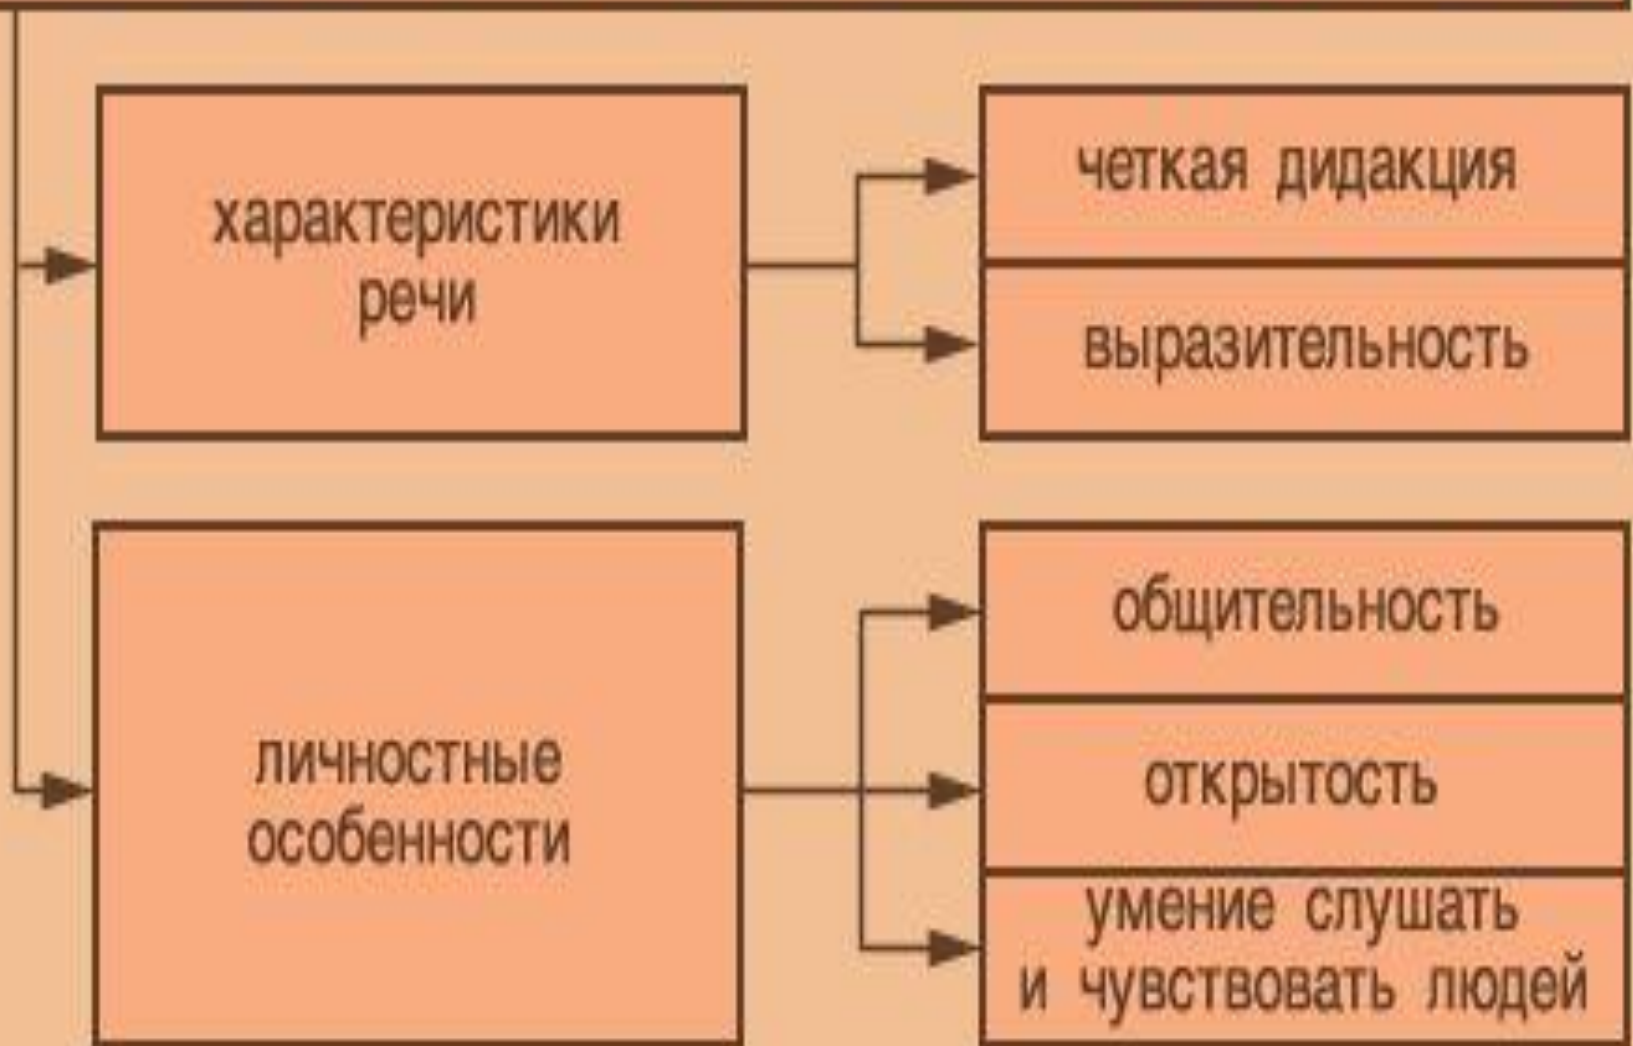 характеристики
речи
четкая дидакция
выразительность
личностные
особенности
общительность
открытость
умение слушать
и чувствовать людей